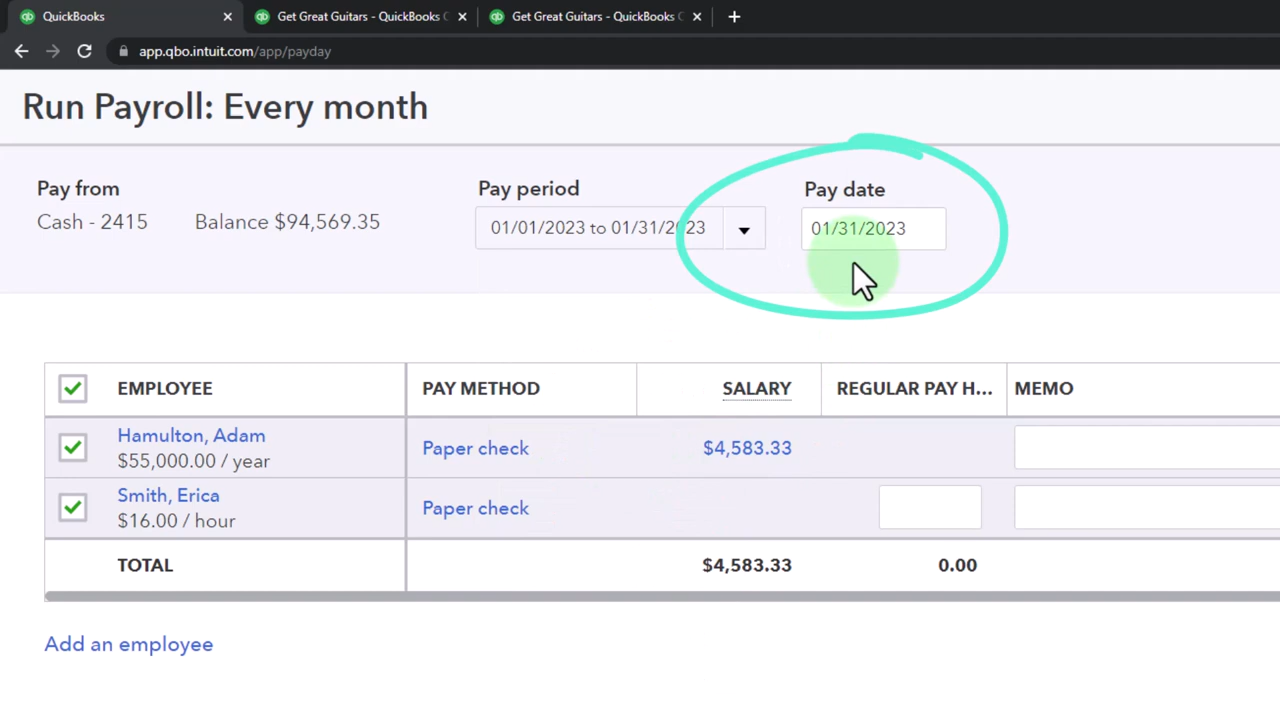 QuickBooks
Get Great Guitars - QuickBooks
Get Great Guitars - QuickBooks
app.qbo.intuit.com/app/payday
Run Payroll: Every month
Pay from
Pay period
Pay date
Cash - 2415
Balance $94,569.35
01/01/2023 to 01/31/2023
01/31/2023
EMPLOYEE
PAY METHOD
SALARY
REGULAR PAY H...
MEMO
Hamulton, Adam
$55,000.00 / year
Paper check
$4,583.33
Smith, Erica
$16.00 / hour
Paper check
TOTAL
$4,583.33
0.00
Add an employee